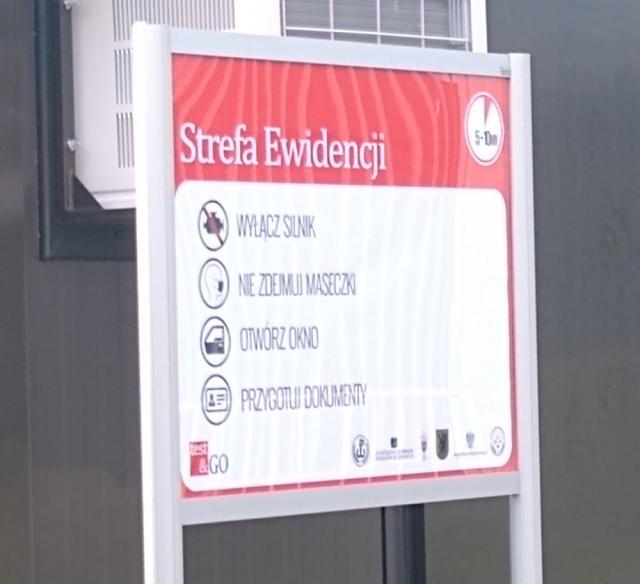 Strefa Ewidencji
5-10m
WYŁĄCZ SILNIK
NIE ZDEJMUJ MASECZKI
OTWÓRZ OKNO
PRZYGOTUJ DOKUMENTY
test
&GO